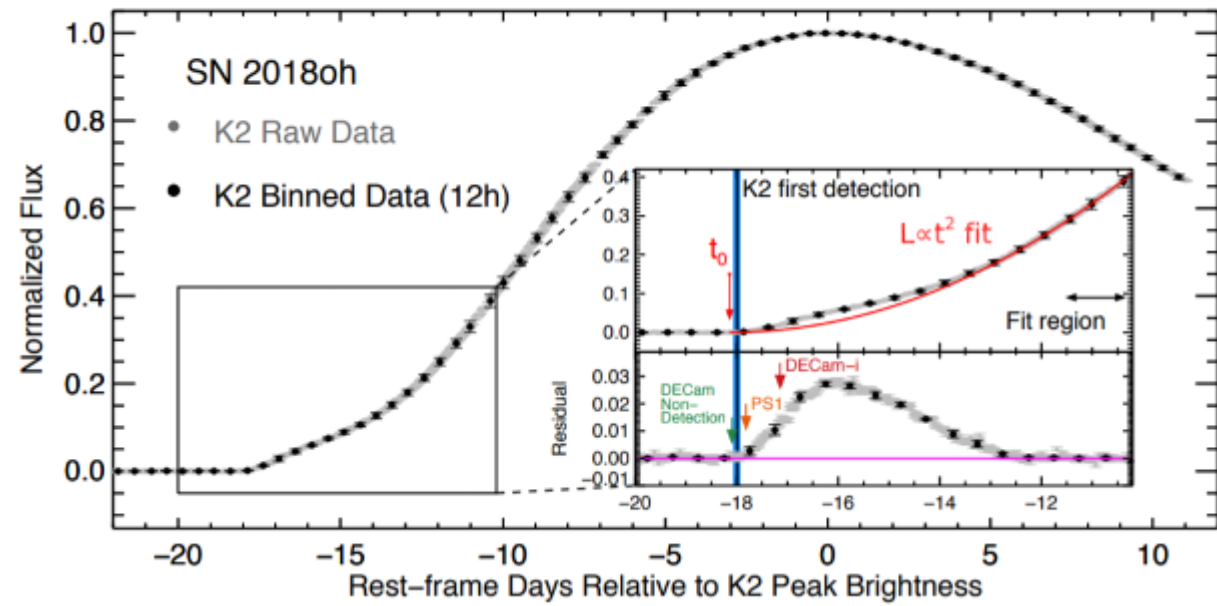 1.0
0.8
0.6
0.4
0.2
0.0
Normalized Flux
SN 2018oh
K2 Raw Data
K2 Binned Data (12h)
0.4
0.3
0.2
0.1
0.0
K2 first detection
L∝t² fit
t₀
Fit region
Residual
0.03
0.02
0.01
0.00
−0.01
DECam
Non−
Detection
PS1
DECam−i
−20
−18
−16
−14
−12
−20
−15
−10
−5
0
5
10
Rest−frame Days Relative to K2 Peak Brightness